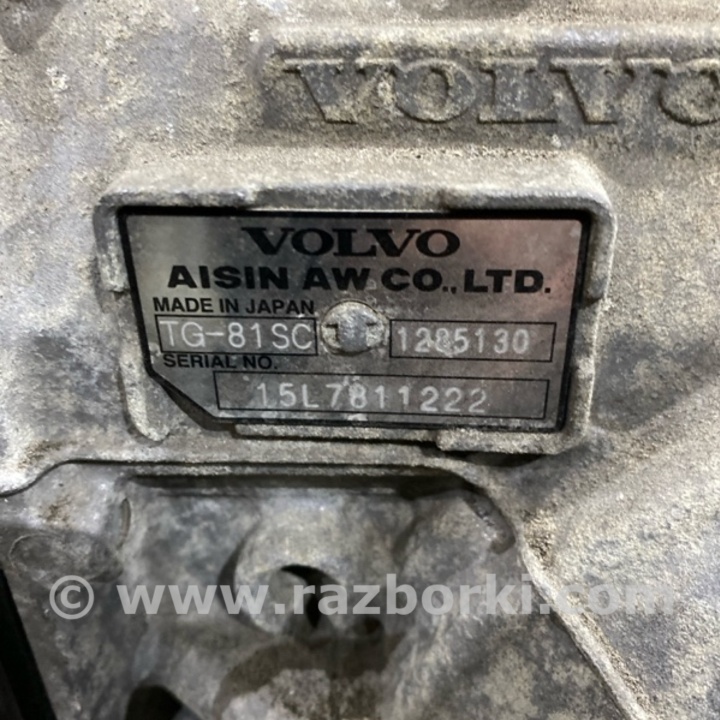 VOLVO
VOLVO
AISIN AW CO., LTD.
MADE IN JAPAN
TG-81SC 1285130
SERIAL NO.
15L7811222
© www.razborki.com